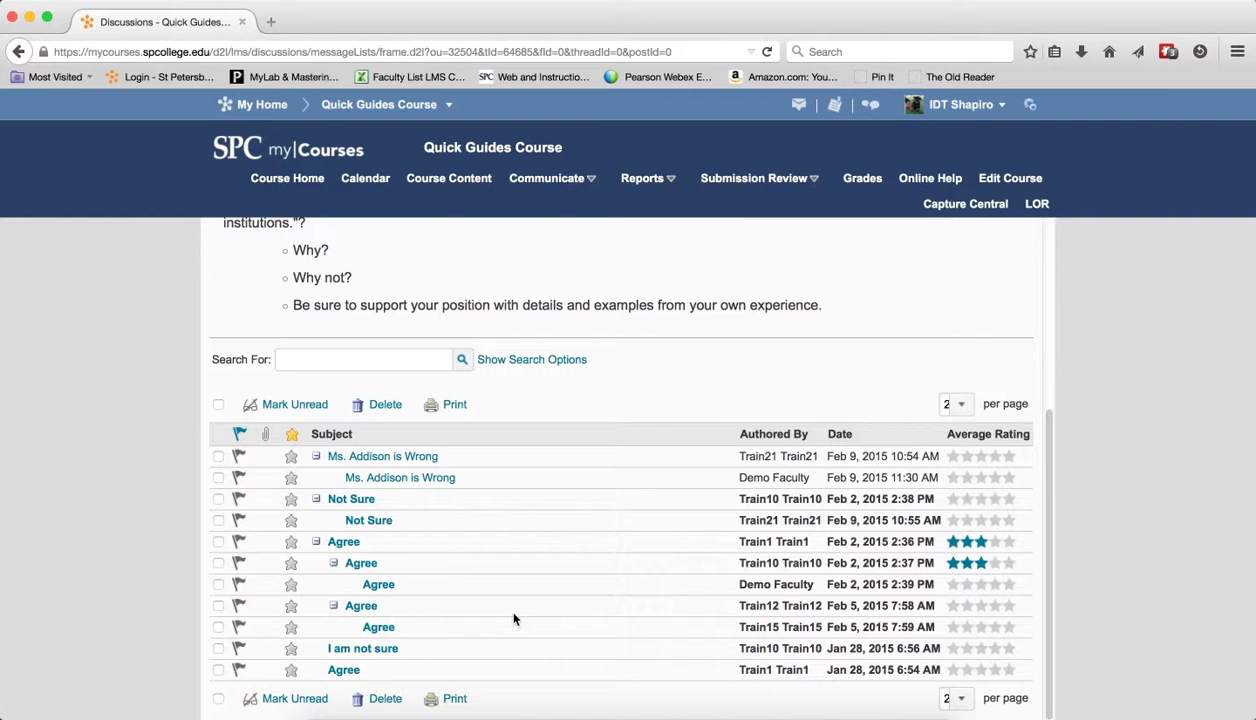 Discussions - Quick Guides...
https://mycourses.spcollege.edu/d2l/lms/discussions/messageLists/frame.d2l?ou=32504&tId=64685&fId=0&threadId=0&postId=0
Search
Most Visited
Login - St Petersb...
MyLab & Mastering...
Faculty List LMS C...
SPC Web and Instructio...
Pearson Webex E...
Amazon.com: You...
Pin It
The Old Reader
My Home Quick Guides Course
IDT Shapiro
SPC my|Courses
Quick Guides Course
Course Home Calendar Course Content Communicate Reports Submission Review Grades Online Help Edit Course
Capture Central LOR
institutions."?
Why?
Why not?
Be sure to support your position with details and examples from your own experience.
Search For: Show Search Options
Mark Unread Delete Print 2 per page
Subject Authored By Date Average Rating
Ms. Addison is Wrong Train21 Train21 Feb 9, 2015 10:54 AM
Ms. Addison is Wrong Demo Faculty Feb 9, 2015 11:30 AM
Not Sure Train10 Train10 Feb 2, 2015 2:38 PM
Not Sure Train21 Train21 Feb 9, 2015 10:55 AM
Agree Train1 Train1 Feb 2, 2015 2:36 PM
Agree Train10 Train10 Feb 2, 2015 2:37 PM
Agree Demo Faculty Feb 2, 2015 2:39 PM
Agree Train12 Train12 Feb 5, 2015 7:58 AM
Agree Train15 Train15 Feb 5, 2015 7:59 AM
I am not sure Train10 Train10 Jan 28, 2015 6:56 AM
Agree Train1 Train1 Jan 28, 2015 6:54 AM
Mark Unread Delete Print 2 per page